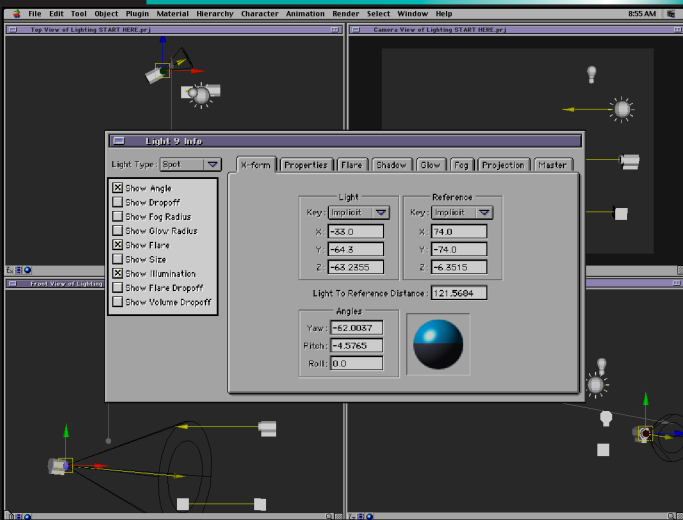 File Edit Tool Object Plugin Material Hierarchy Character Animation Render Select Window Help 8:55 AM
Top View of Lighting START HERE.prj
Camera View of Lighting START HERE.prj
Light 9 Info
Light Type: Spot
X-form Properties Flare Shadow Glow Fog Projection Master
Show Angle
Show Dropoff
Show Fog Radius
Show Glow Radius
Show Flare
Show Size
Show Illumination
Show Flare Dropoff
Show Volume Dropoff
Light
Key: Implicit
X: -33.0
Y: -64.3
Z: -63.2355
Reference
Key: Implicit
X: 74.0
Y: -74.0
Z: -6.3515
Light To Reference Distance: 121.5684
Angles
Yaw: -62.0037
Pitch: -4.5765
Roll: 0.0
Front View of Lighting